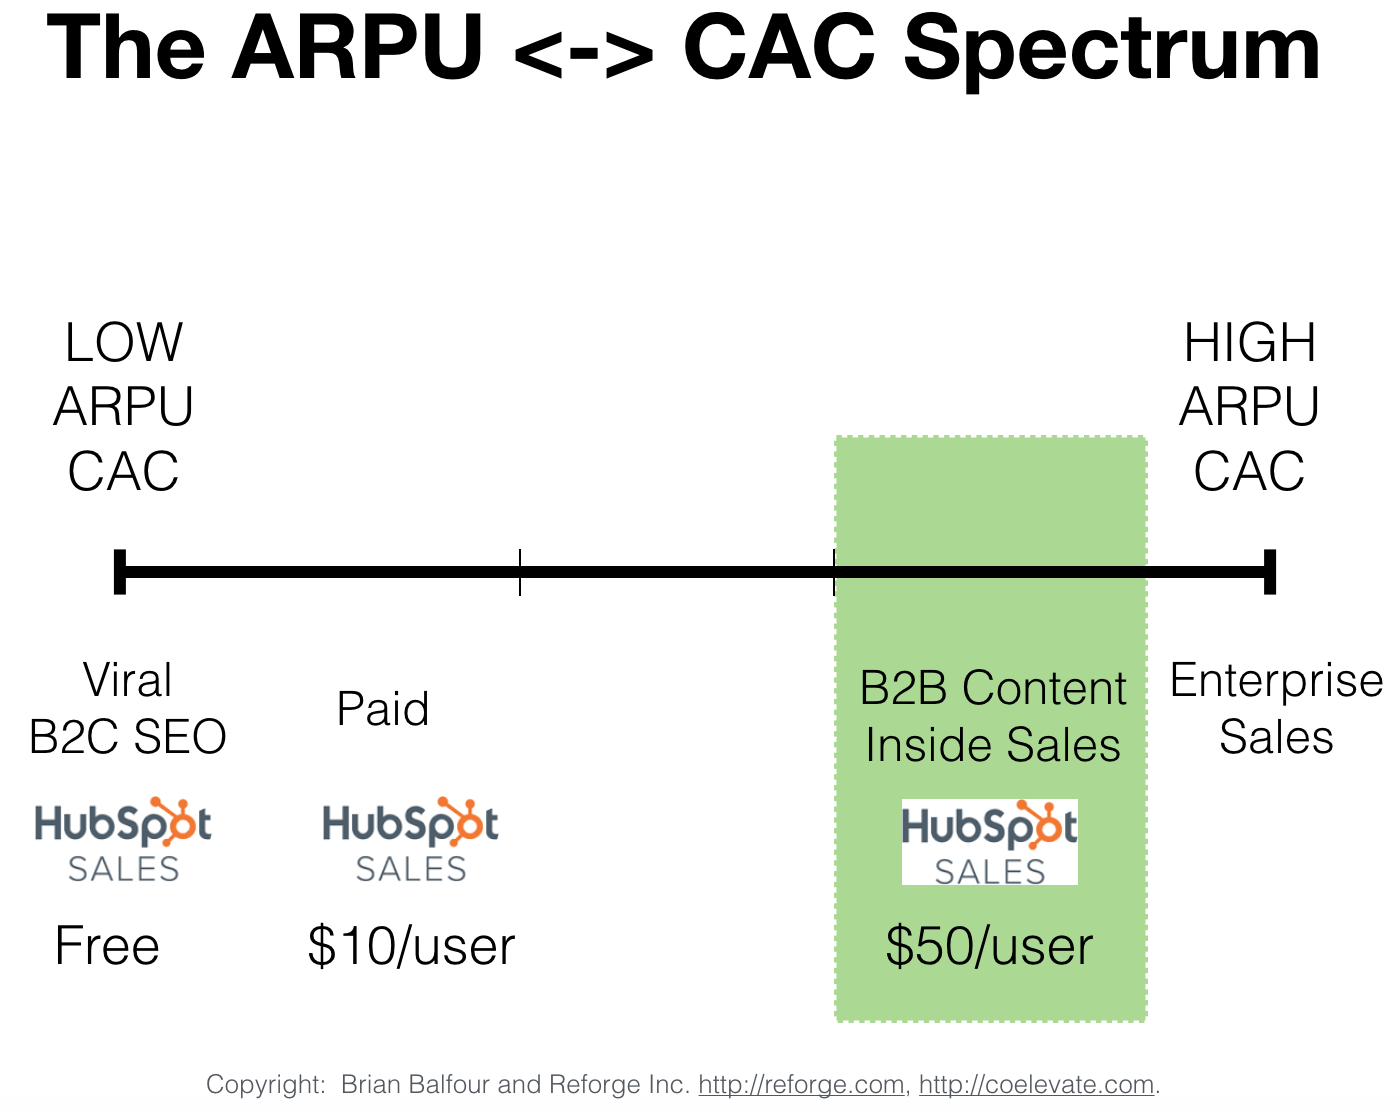 The ARPU <-> CAC Spectrum
LOW
ARPU
CAC
HIGH
ARPU
CAC
Viral
B2C SEO
Paid
B2B Content
Inside Sales
Enterprise
Sales
HubSpot
SALES
HubSpot
SALES
HubSpot
SALES
Free
$10/user
$50/user
Copyright: Brian Balfour and Reforge Inc. http://reforge.com, http://coelevate.com.